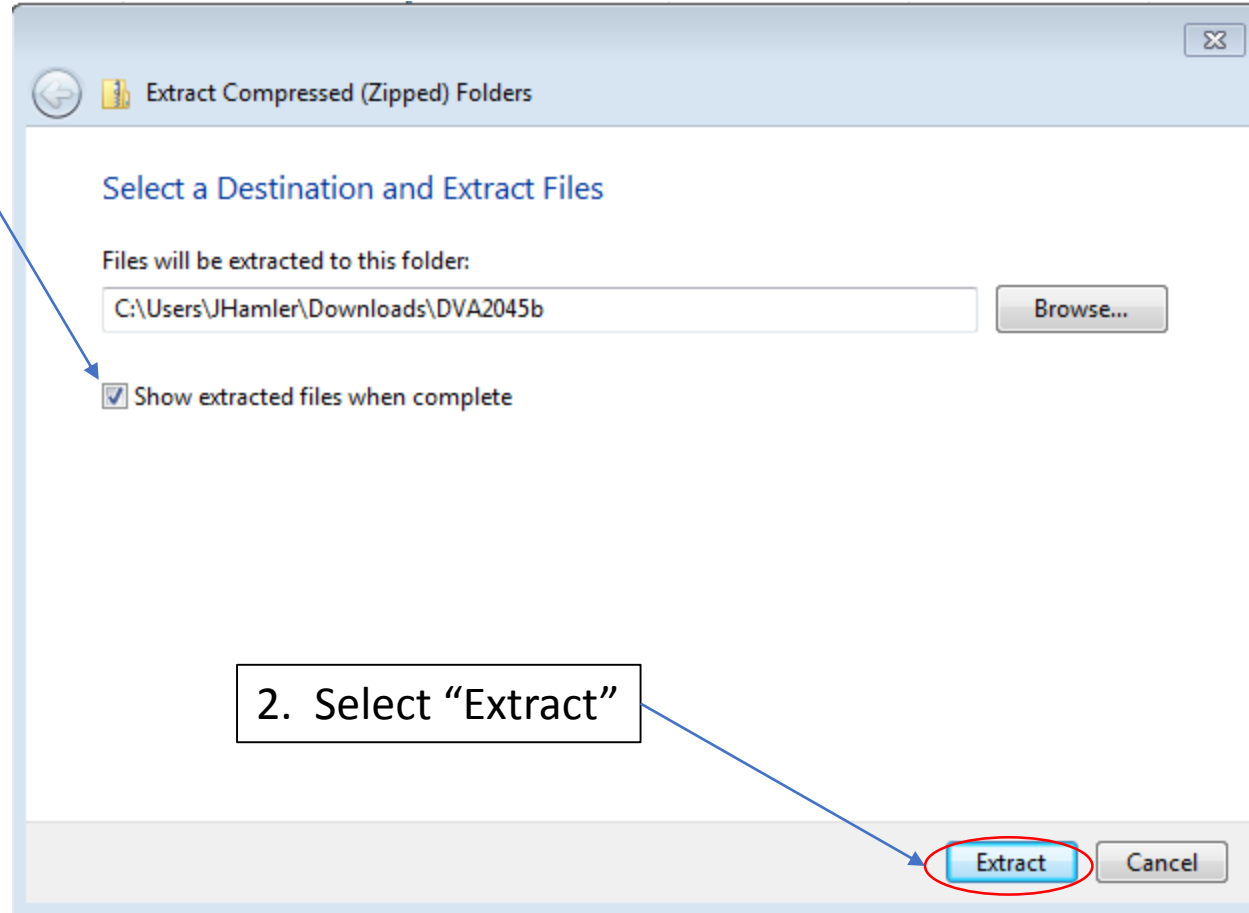 Extract Compressed (Zipped) Folders
Select a Destination and Extract Files
Files will be extracted to this folder:
C:\Users\JHamler\Downloads\DVA2045b
Browse...
Show extracted files when complete
2. Select “Extract”
Extract
Cancel